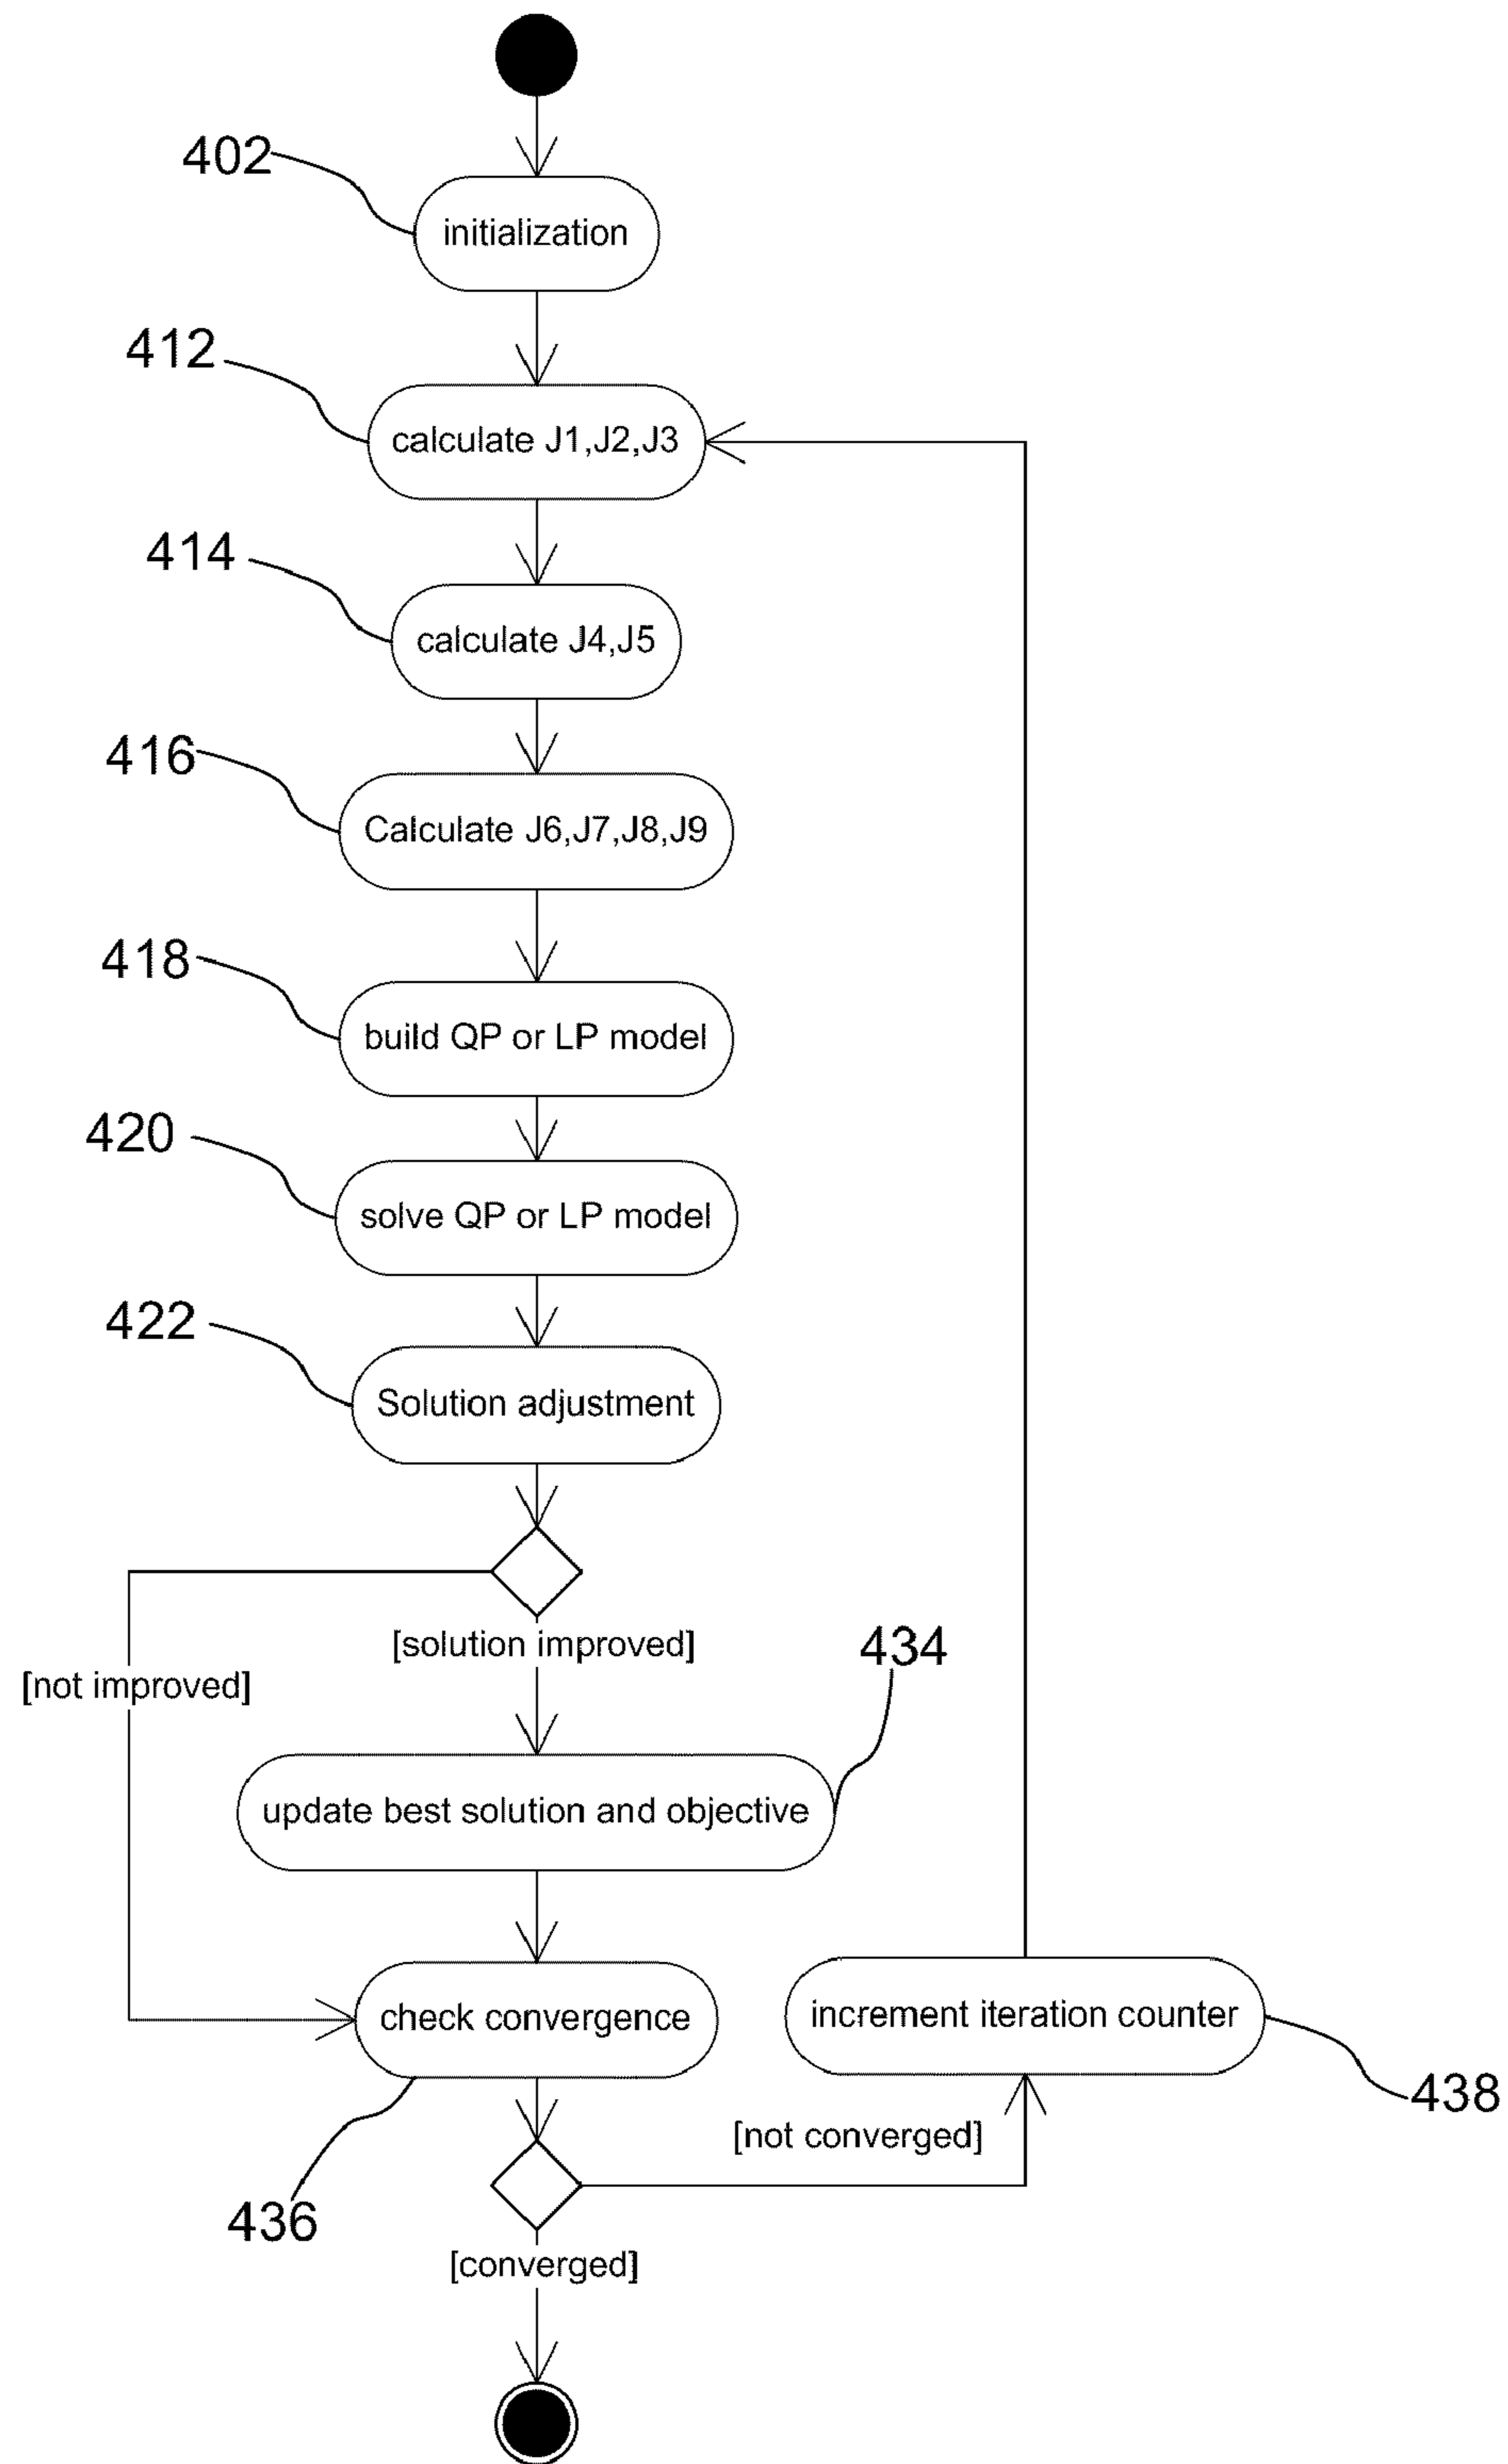 402
initialization
412
calculate J1,J2,J3
414
calculate J4,J5
416
Calculate J6,J7,J8,J9
418
build QP or LP model
420
solve QP or LP model
422
Solution adjustment
[solution improved]
434
[not improved]
update best solution and objective
check convergence
increment iteration counter
438
[not converged]
436
[converged]